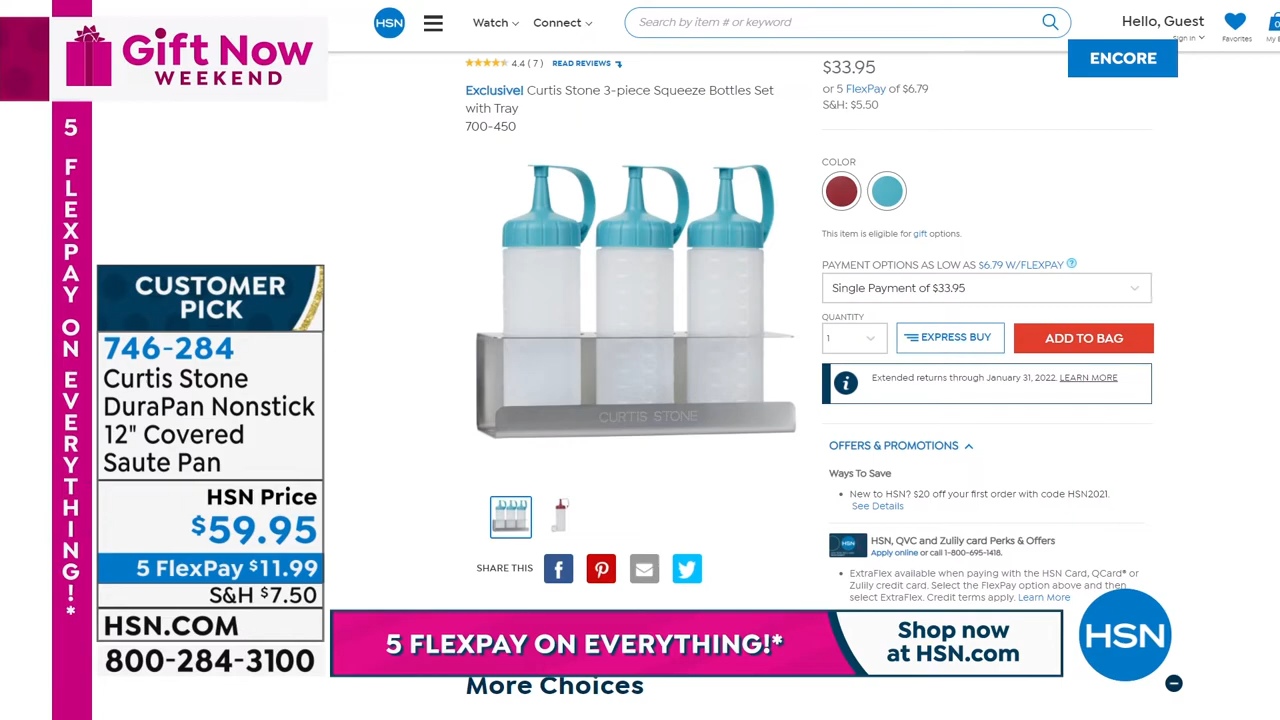 Gift Now
WEEKEND
5 FLEXPAY ON EVERYTHING!*
CUSTOMER
PICK
746-284
Curtis Stone
DuraPan Nonstick
12" Covered
Saute Pan
HSN Price
$59.95
5 FlexPay $11.99
S&H $7.50
HSN.COM
800-284-3100
HSN
Watch
Connect
Search by item # or keyword
Hello, Guest
Sign In
Favorites
0
ENCORE
4.4 ( 7 )
READ REVIEWS
Exclusive! Curtis Stone 3-piece Squeeze Bottles Set
with Tray
700-450
CURTIS STONE
SHARE THIS
$33.95
or 5 FlexPay of $6.79
S&H: $5.50
COLOR
This item is eligible for gift options.
PAYMENT OPTIONS AS LOW AS $6.79 W/FLEXPAY ?
Single Payment of $33.95
QUANTITY
1
EXPRESS BUY
ADD TO BAG
Extended returns through January 31, 2022. LEARN MORE
OFFERS & PROMOTIONS
Ways To Save
• New to HSN? $20 off your first order with code HSN2021.
See Details
HSN, QVC and Zulily card Perks & Offers
Apply online or call 1-800-695-1418.
• ExtraFlex available when paying with the HSN Card, QCard® or
Zulily credit card. Select the FlexPay option above and then
select ExtraFlex. Credit terms apply. Learn More
5 FLEXPAY ON EVERYTHING!*
Shop now
at HSN.com
HSN
More Choices